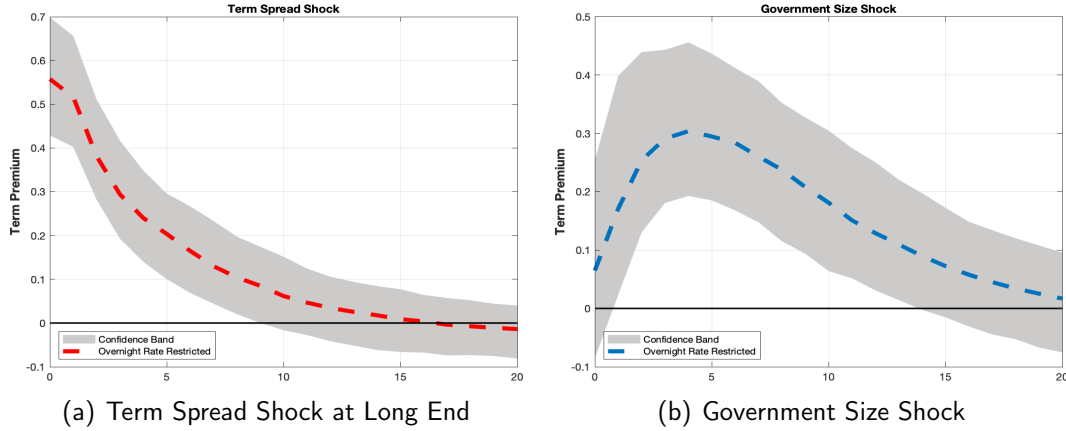 Term Spread Shock
0.7
0.6
0.5
0.4
0.3
0.2
0.1
0
-0.1
Term Premium
Confidence Band
Overnight Rate Restricted
0 5 10 15 20
(a) Term Spread Shock at Long End
Government Size Shock
0.5
0.4
0.3
0.2
0.1
0
-0.1
Term Premium
Confidence Band
Overnight Rate Restricted
0 5 10 15 20
(b) Government Size Shock